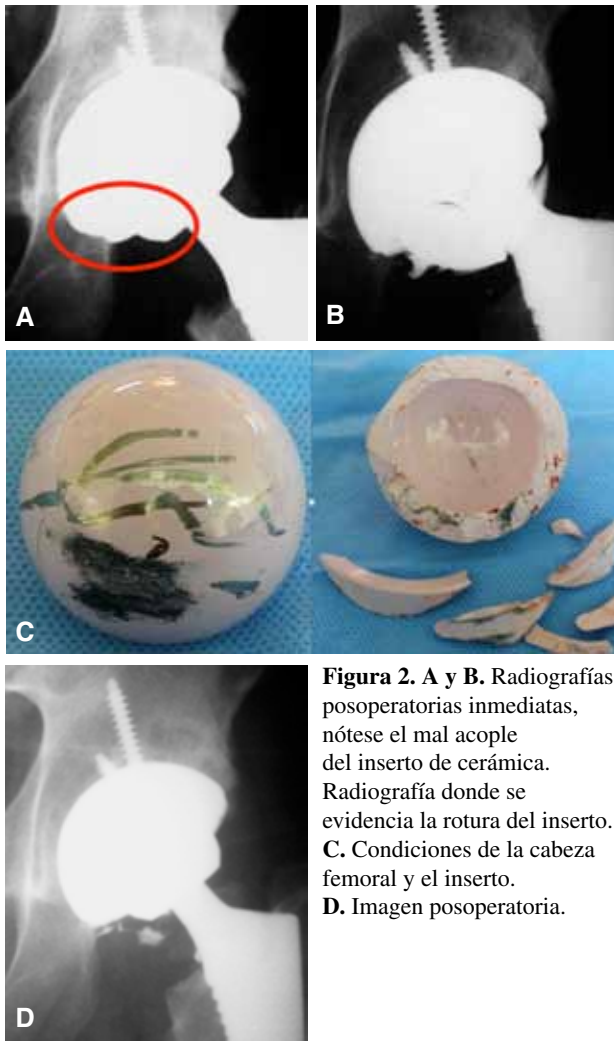 A
B
C
Figura 2. A y B. Radiografías
posoperatorias inmediatas,
nótese el mal acople
del inserto de cerámica.
Radiografía donde se
evidencia la rotura del inserto.
C. Condiciones de la cabeza
femoral y el inserto.
D. Imagen posoperatoria.
D